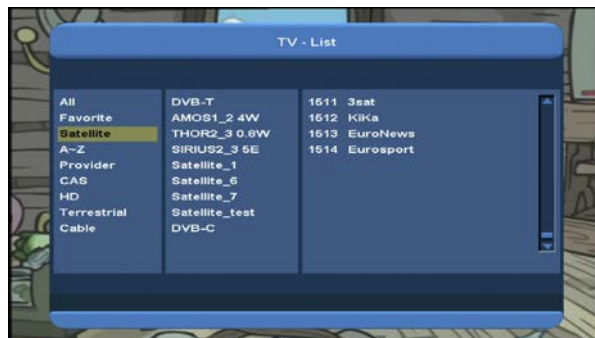 TV - List
All
Favorite
Satellite
A~Z
Provider
CAS
HD
Terrestrial
Cable
DVB-T
AMOS1_2 4W
THOR2_3 0.8W
SIRIUS2_3 5E
Satellite_1
Satellite_6
Satellite_7
Satellite_test
DVB-C
1511 3sat
1512 KiKa
1513 EuroNews
1514 Eurosport